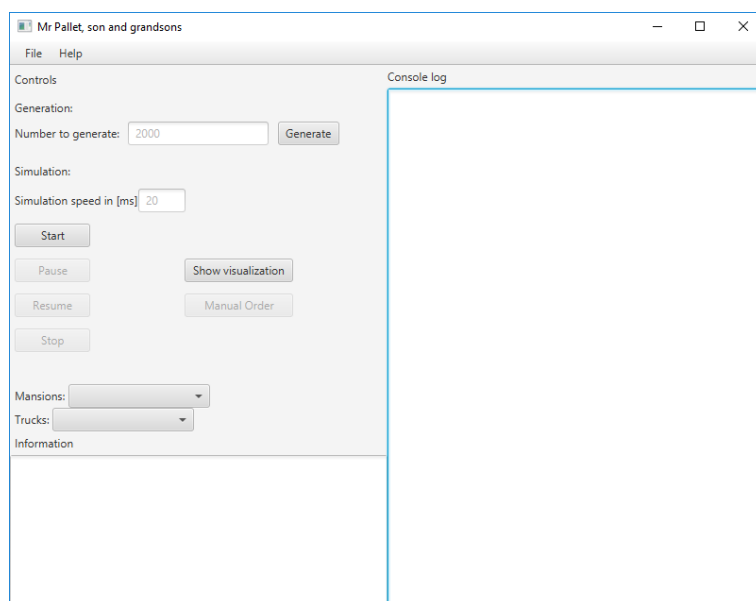 Mr Pallet, son and grandsons
File Help
Controls
Generation:
Number to generate: 2000 Generate
Simulation:
Simulation speed in [ms] 20
Start
Pause Show visualization
Resume Manual Order
Stop
Mansions:
Trucks:
Information
Console log